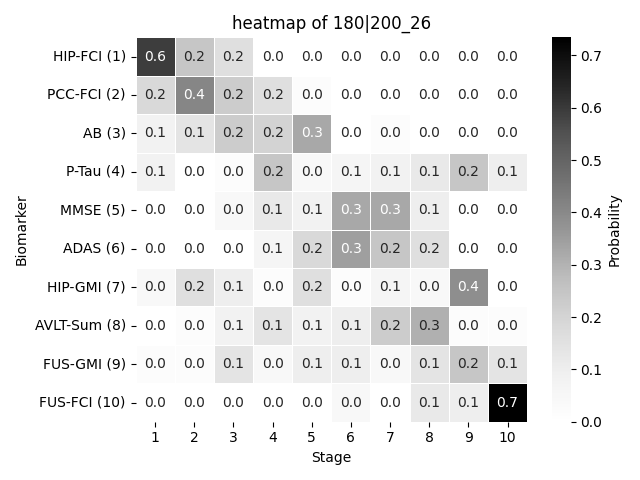 heatmap of 180|200_26
HIP-FCI (1) 0.6 0.2 0.2 0.0 0.0 0.0 0.0 0.0 0.0 0.0
PCC-FCI (2) 0.2 0.4 0.2 0.2 0.0 0.0 0.0 0.0 0.0 0.0
AB (3) 0.1 0.1 0.2 0.2 0.3 0.0 0.0 0.0 0.0 0.0
P-Tau (4) 0.1 0.0 0.0 0.2 0.0 0.1 0.1 0.1 0.2 0.1
MMSE (5) 0.0 0.0 0.0 0.1 0.1 0.3 0.3 0.1 0.0 0.0
ADAS (6) 0.0 0.0 0.0 0.1 0.2 0.3 0.2 0.2 0.0 0.0
HIP-GMI (7) 0.0 0.2 0.1 0.0 0.2 0.0 0.1 0.0 0.4 0.0
AVLT-Sum (8) 0.0 0.0 0.1 0.1 0.1 0.1 0.2 0.3 0.0 0.0
FUS-GMI (9) 0.0 0.0 0.1 0.0 0.1 0.1 0.0 0.1 0.2 0.1
FUS-FCI (10) 0.0 0.0 0.0 0.0 0.0 0.0 0.0 0.1 0.1 0.7
1 2 3 4 5 6 7 8 9 10
Stage
Biomarker
0.7
0.6
0.5
0.4
0.3
0.2
0.1
0.0
Probability